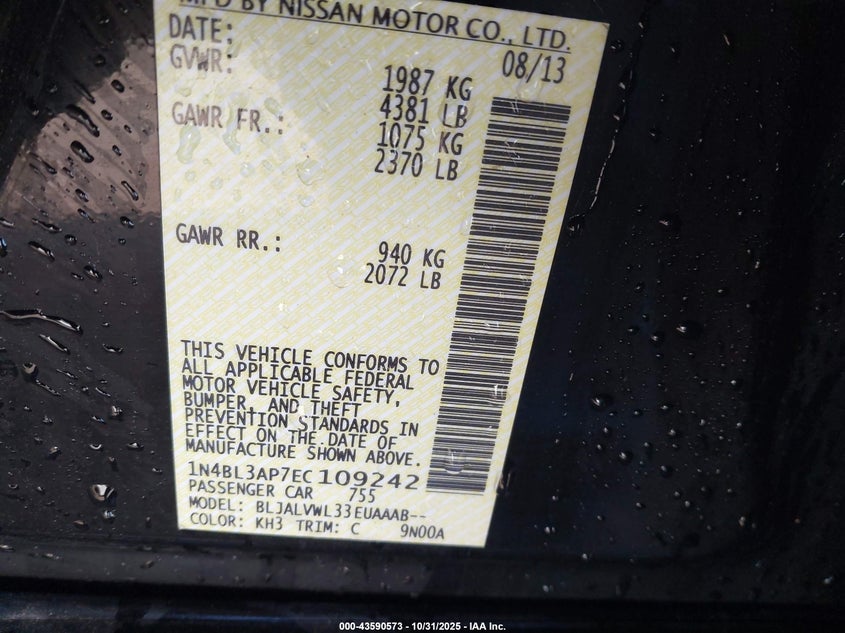 MFD BY NISSAN MOTOR CO., LTD.
DATE: 08/13
GVWR: 1987 KG
4381 LB
GAWR FR.: 1075 KG
2370 LB
GAWR RR.: 940 KG
2072 LB
THIS VEHICLE CONFORMS TO
ALL APPLICABLE FEDERAL
MOTOR VEHICLE SAFETY,
BUMPER, AND THEFT
PREVENTION STANDARDS IN
EFFECT ON THE DATE OF
MANUFACTURE SHOWN ABOVE.
1N4BL3AP7EC109242
PASSENGER CAR 755
MODEL: BLJALVWL33EUAAAB--
COLOR: KH3 TRIM: C 9N00A
000-43590573 - 10/31/2025 - IAA Inc.